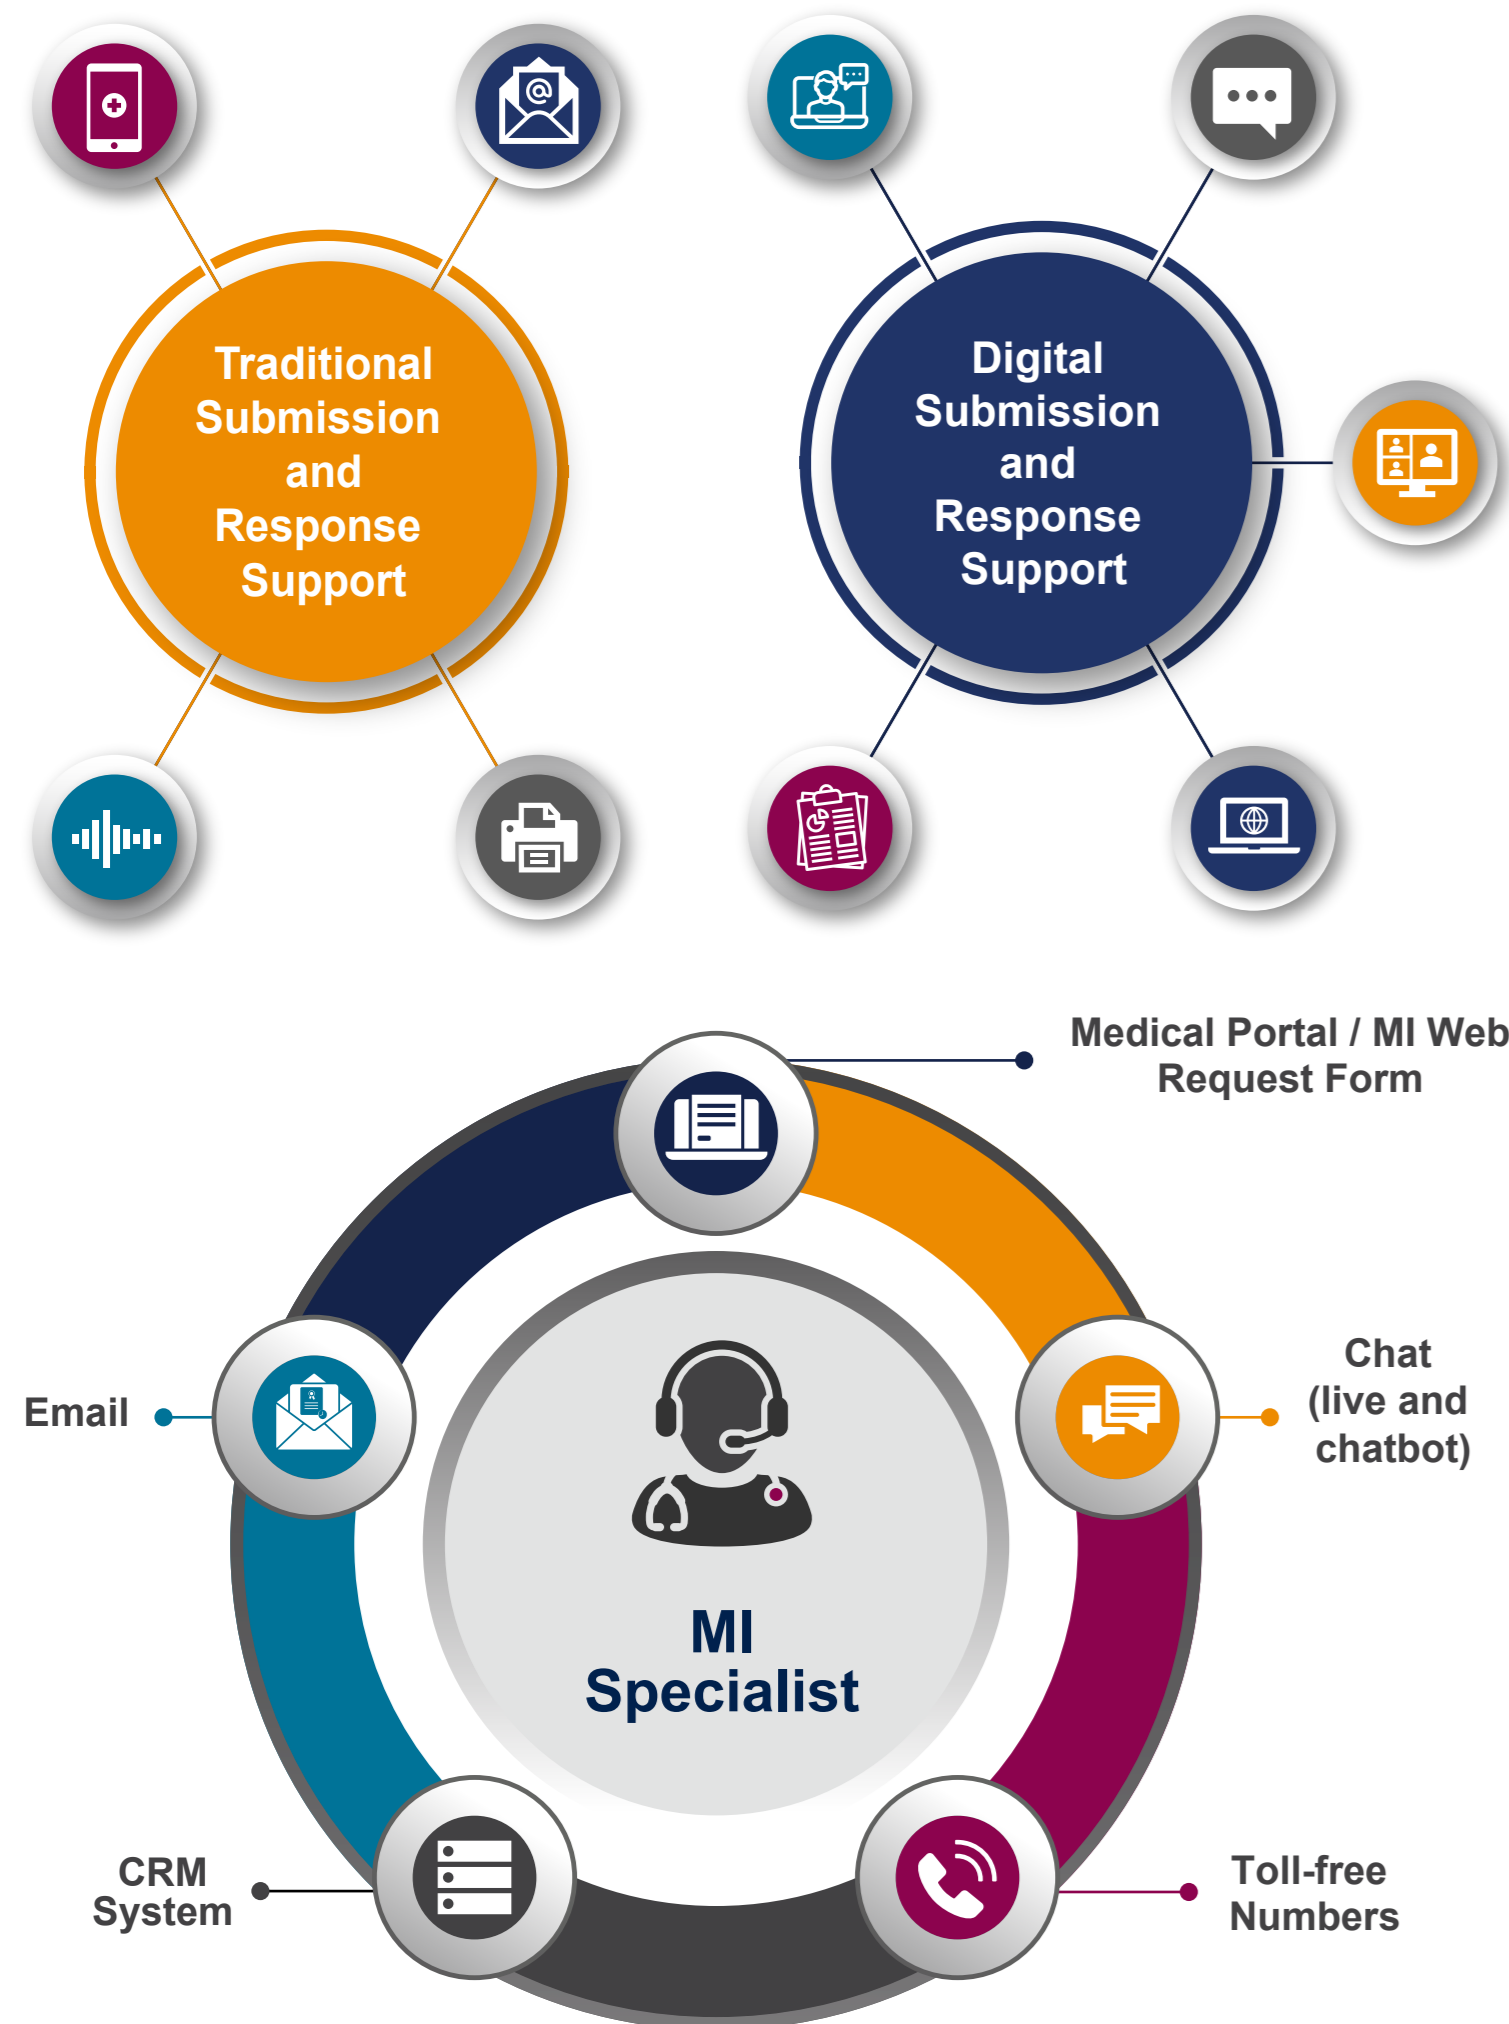 Traditional
Submission
and
Response
Support
Digital
Submission
and
Response
Support
Medical Portal / MI Web
Request Form
Chat
(live and
chatbot)
Email
MI
Specialist
CRM
System
Toll-free
Numbers